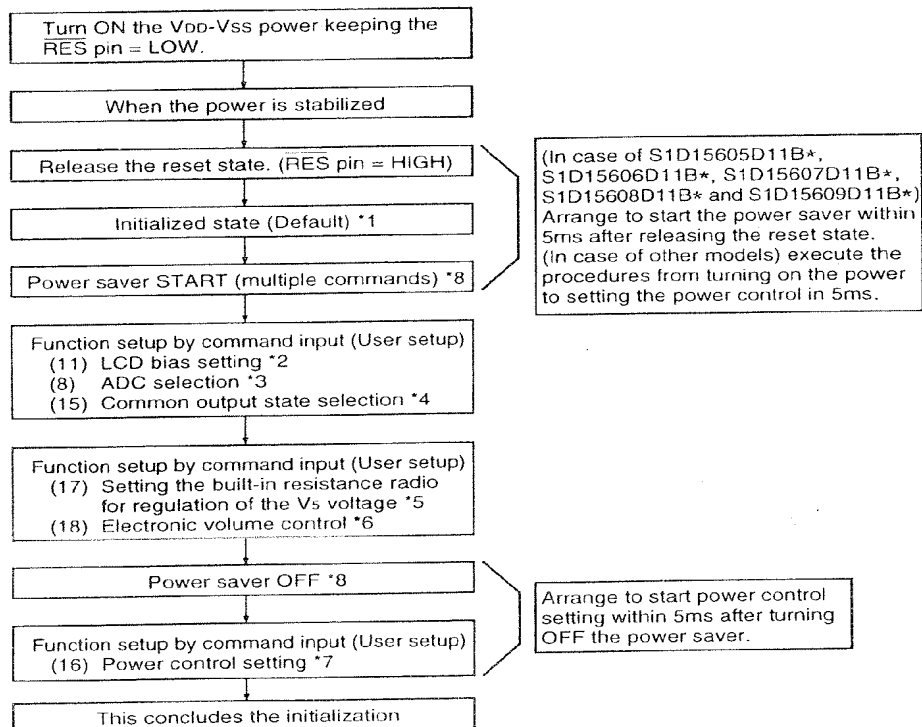 Turn ON the VDD-VSS power keeping the
RES pin = LOW.
When the power is stabilized
Release the reset state. (RES pin = HIGH)
Initialized state (Default) *1
Power saver START (multiple commands) *8
(In case of S1D15605D11B*,
S1D15606D11B*, S1D15607D11B*,
S1D15608D11B* and S1D15609D11B*)
Arrange to start the power saver within
5ms after releasing the reset state.
(In case of other models) execute the
procedures from turning on the power
to setting the power control in 5ms.
Function setup by command input (User setup)
(11) LCD bias setting *2
(8) ADC selection *3
(15) Common output state selection *4
Function setup by command input (User setup)
(17) Setting the built-in resistance radio
for regulation of the V5 voltage *5
(18) Electronic volume control *6
Power saver OFF *8
Function setup by command input (User setup)
(16) Power control setting *7
Arrange to start power control
setting within 5ms after turning
OFF the power saver.
This concludes the initialization